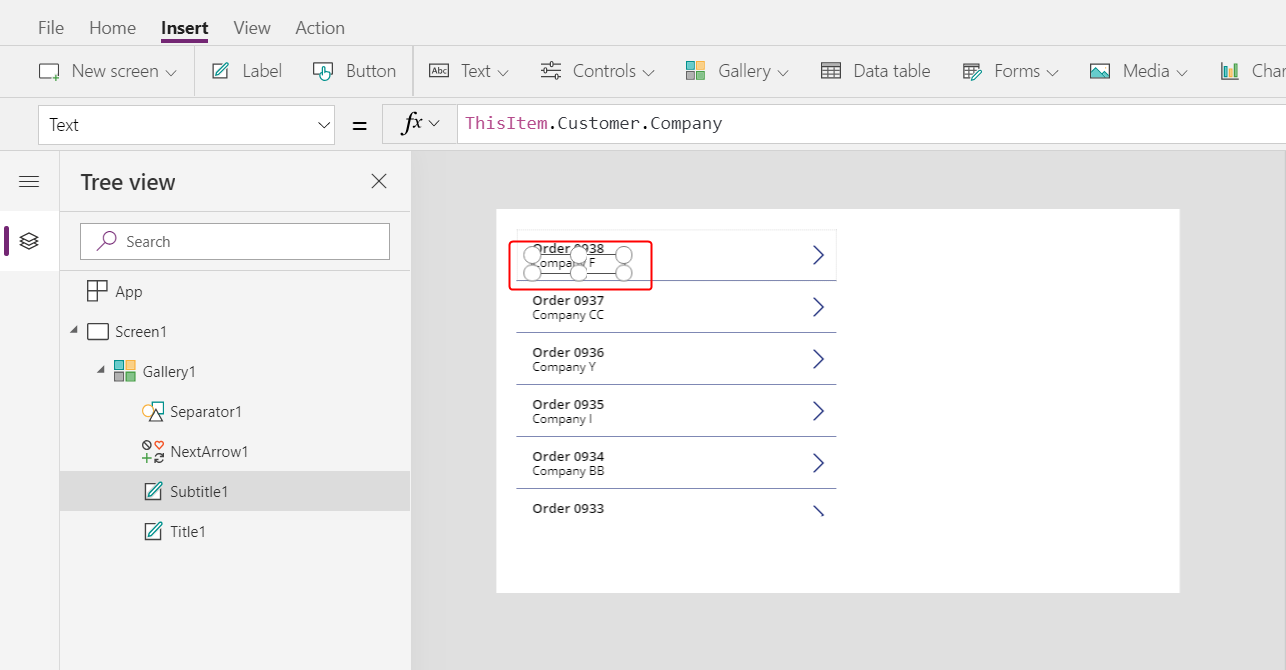 File Home Insert View Action
New screen Label Button Abc Text Controls Gallery Data table Forms Media Char
Text = fx ThisItem.Customer.Company
Tree view
Search
App
Screen1
Gallery1
Separator1
NextArrow1
Subtitle1
Title1
Order 0938
Company F
Order 0937
Company CC
Order 0936
Company Y
Order 0935
Company I
Order 0934
Company BB
Order 0933